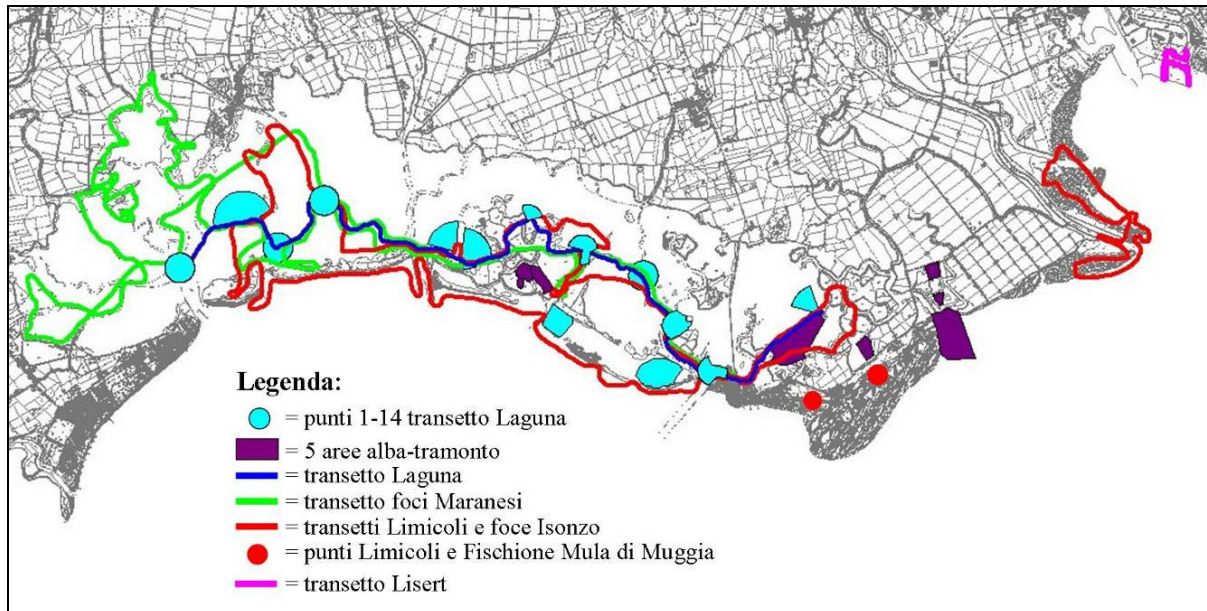 Legenda:
= punti 1-14 transetto Laguna
= 5 aree alba-tramonto
= transetto Laguna
= transetto foci Maranesi
= transetti Limicoli e foce Isonzo
= punti Limicoli e Fischione Mula di Muggia
= transetto Lisert